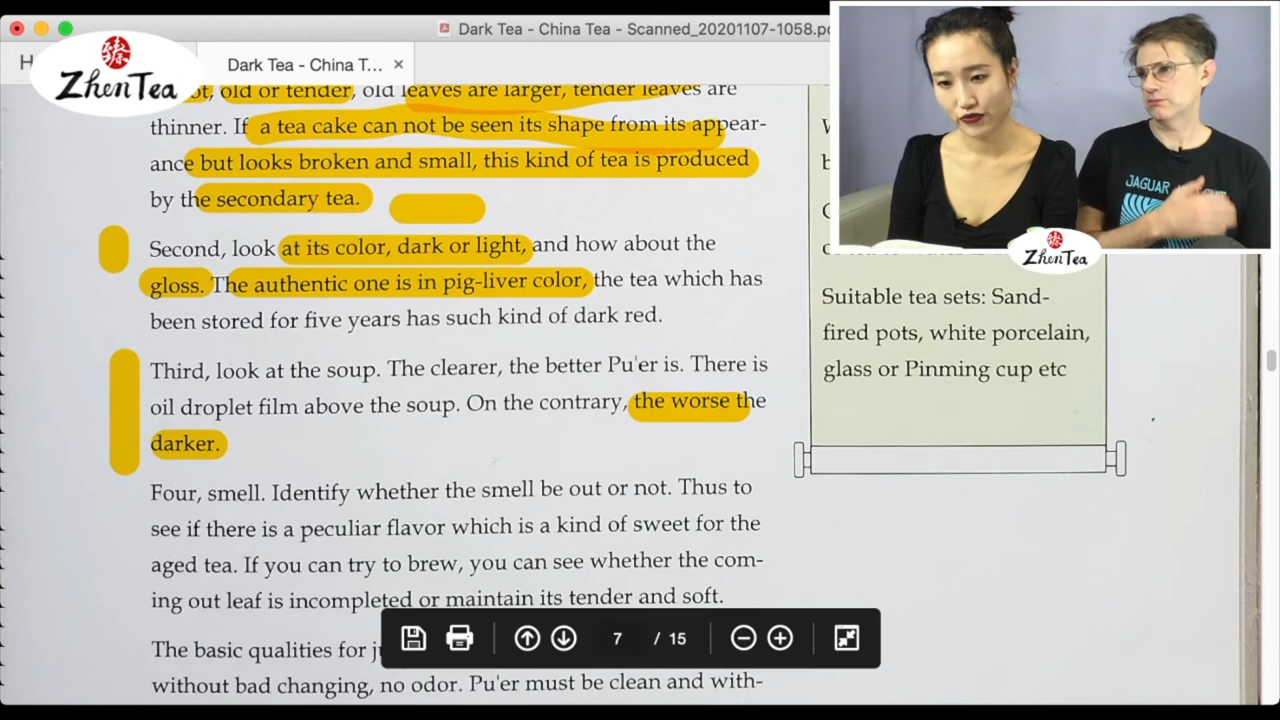 Dark Tea - China Tea - Scanned_20201107-1058.p
Dark Tea - China T...
臻
Zhen Tea
old or tender, old leaves are larger, tender leaves are
thinner. If a tea cake can not be seen its shape from its appear-
ance but looks broken and small, this kind of tea is produced
by the secondary tea.
Second, look at its color, dark or light, and how about the
gloss. The authentic one is in pig-liver color, the tea which has
been stored for five years has such kind of dark red.
Third, look at the soup. The clearer, the better Pu'er is. There is
oil droplet film above the soup. On the contrary, the worse the
darker.
Four, smell. Identify whether the smell be out or not. Thus to
see if there is a peculiar flavor which is a kind of sweet for the
aged tea. If you can try to brew, you can see whether the com-
ing out leaf is incompleted or maintain its tender and soft.
The basic qualities for
without bad changing, no odor. Pu'er must be clean and with-
JAGUAR
臻
Zhen Tea
Suitable tea sets: Sand-
fired pots, white porcelain,
glass or Pinming cup etc
7 / 15